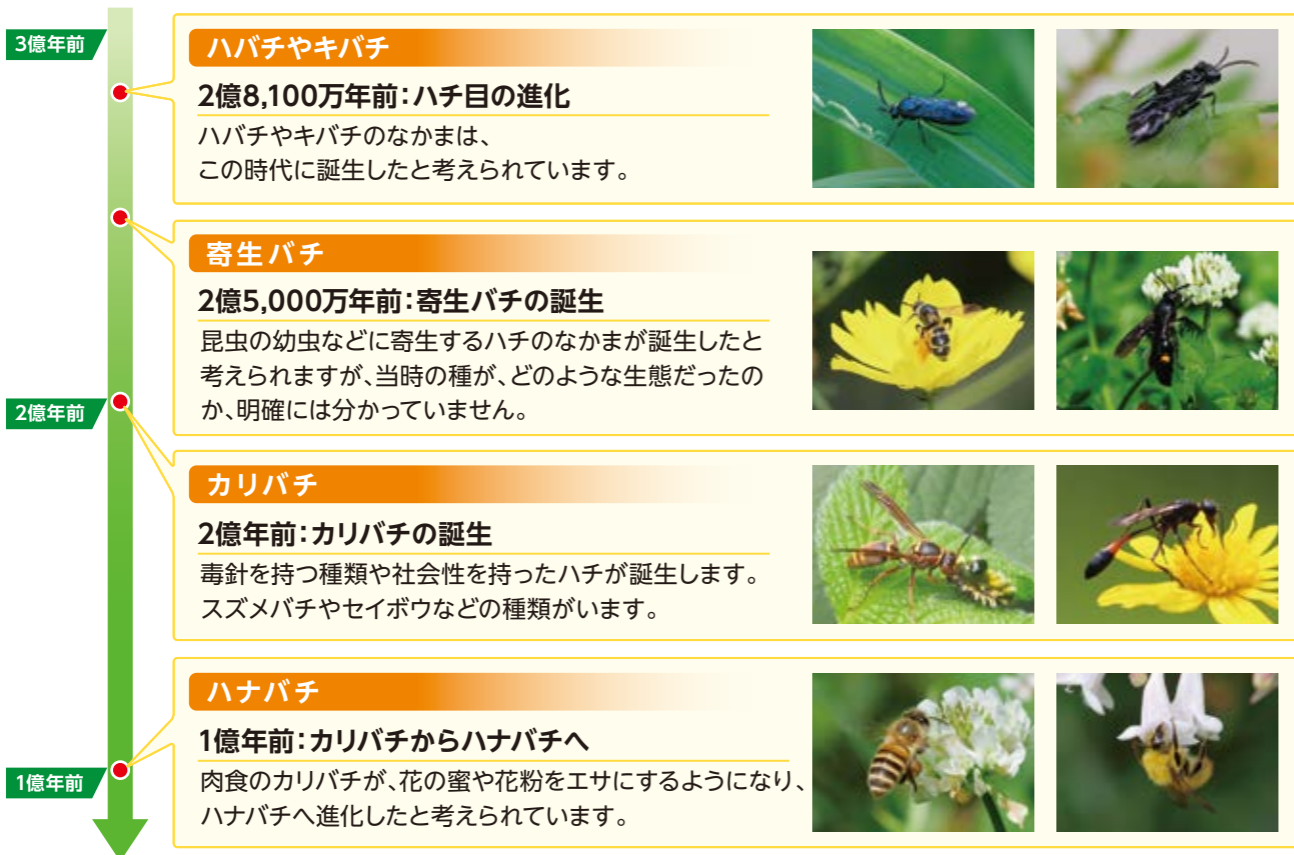 3億年前
ハバチやキバチ
2億8,100万年前：ハチ目の進化
ハバチやキバチのなかまは、
この時代に誕生したと考えられています。
寄生バチ
2億5,000万年前：寄生バチの誕生
昆虫の幼虫などに寄生するハチのなかまが誕生したと
考えられますが、当時の種が、どのような生態だったの
か、明確には分かっていません。
2億年前
カリバチ
2億年前：カリバチの誕生
毒針を持つ種類や社会性を持ったハチが誕生します。
スズメバチやセイボウなどの種類がいます。
ハナバチ
1億年前：カリバチからハナバチへ
1億年前
肉食のカリバチが、花の蜜や花粉をエサにするようになり、
ハナバチへ進化したと考えられています。